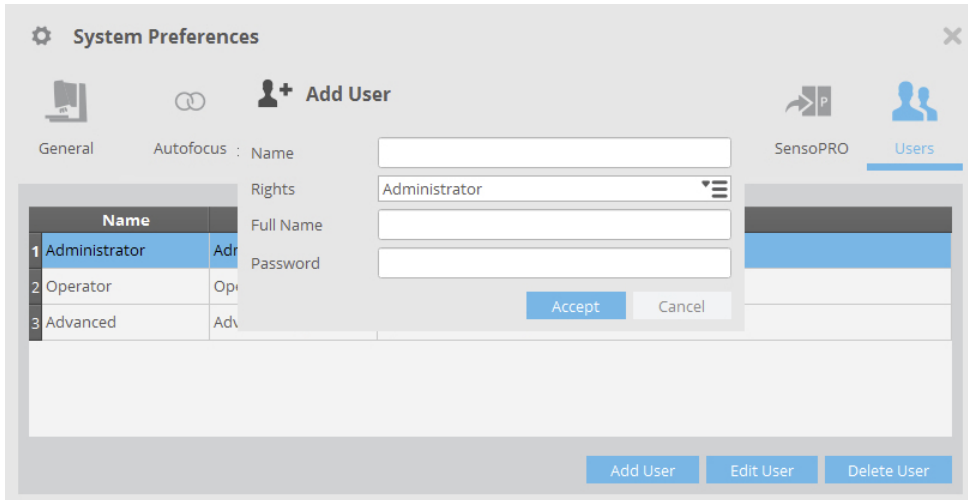 System Preferences
Add User
General
Autofocus
SensoPRO
P
Users
Name
Rights
Administrator
Full Name
Password
Accept
Cancel
Name
1 Administrator
2 Operator
3 Advanced
Add User
Edit User
Delete User